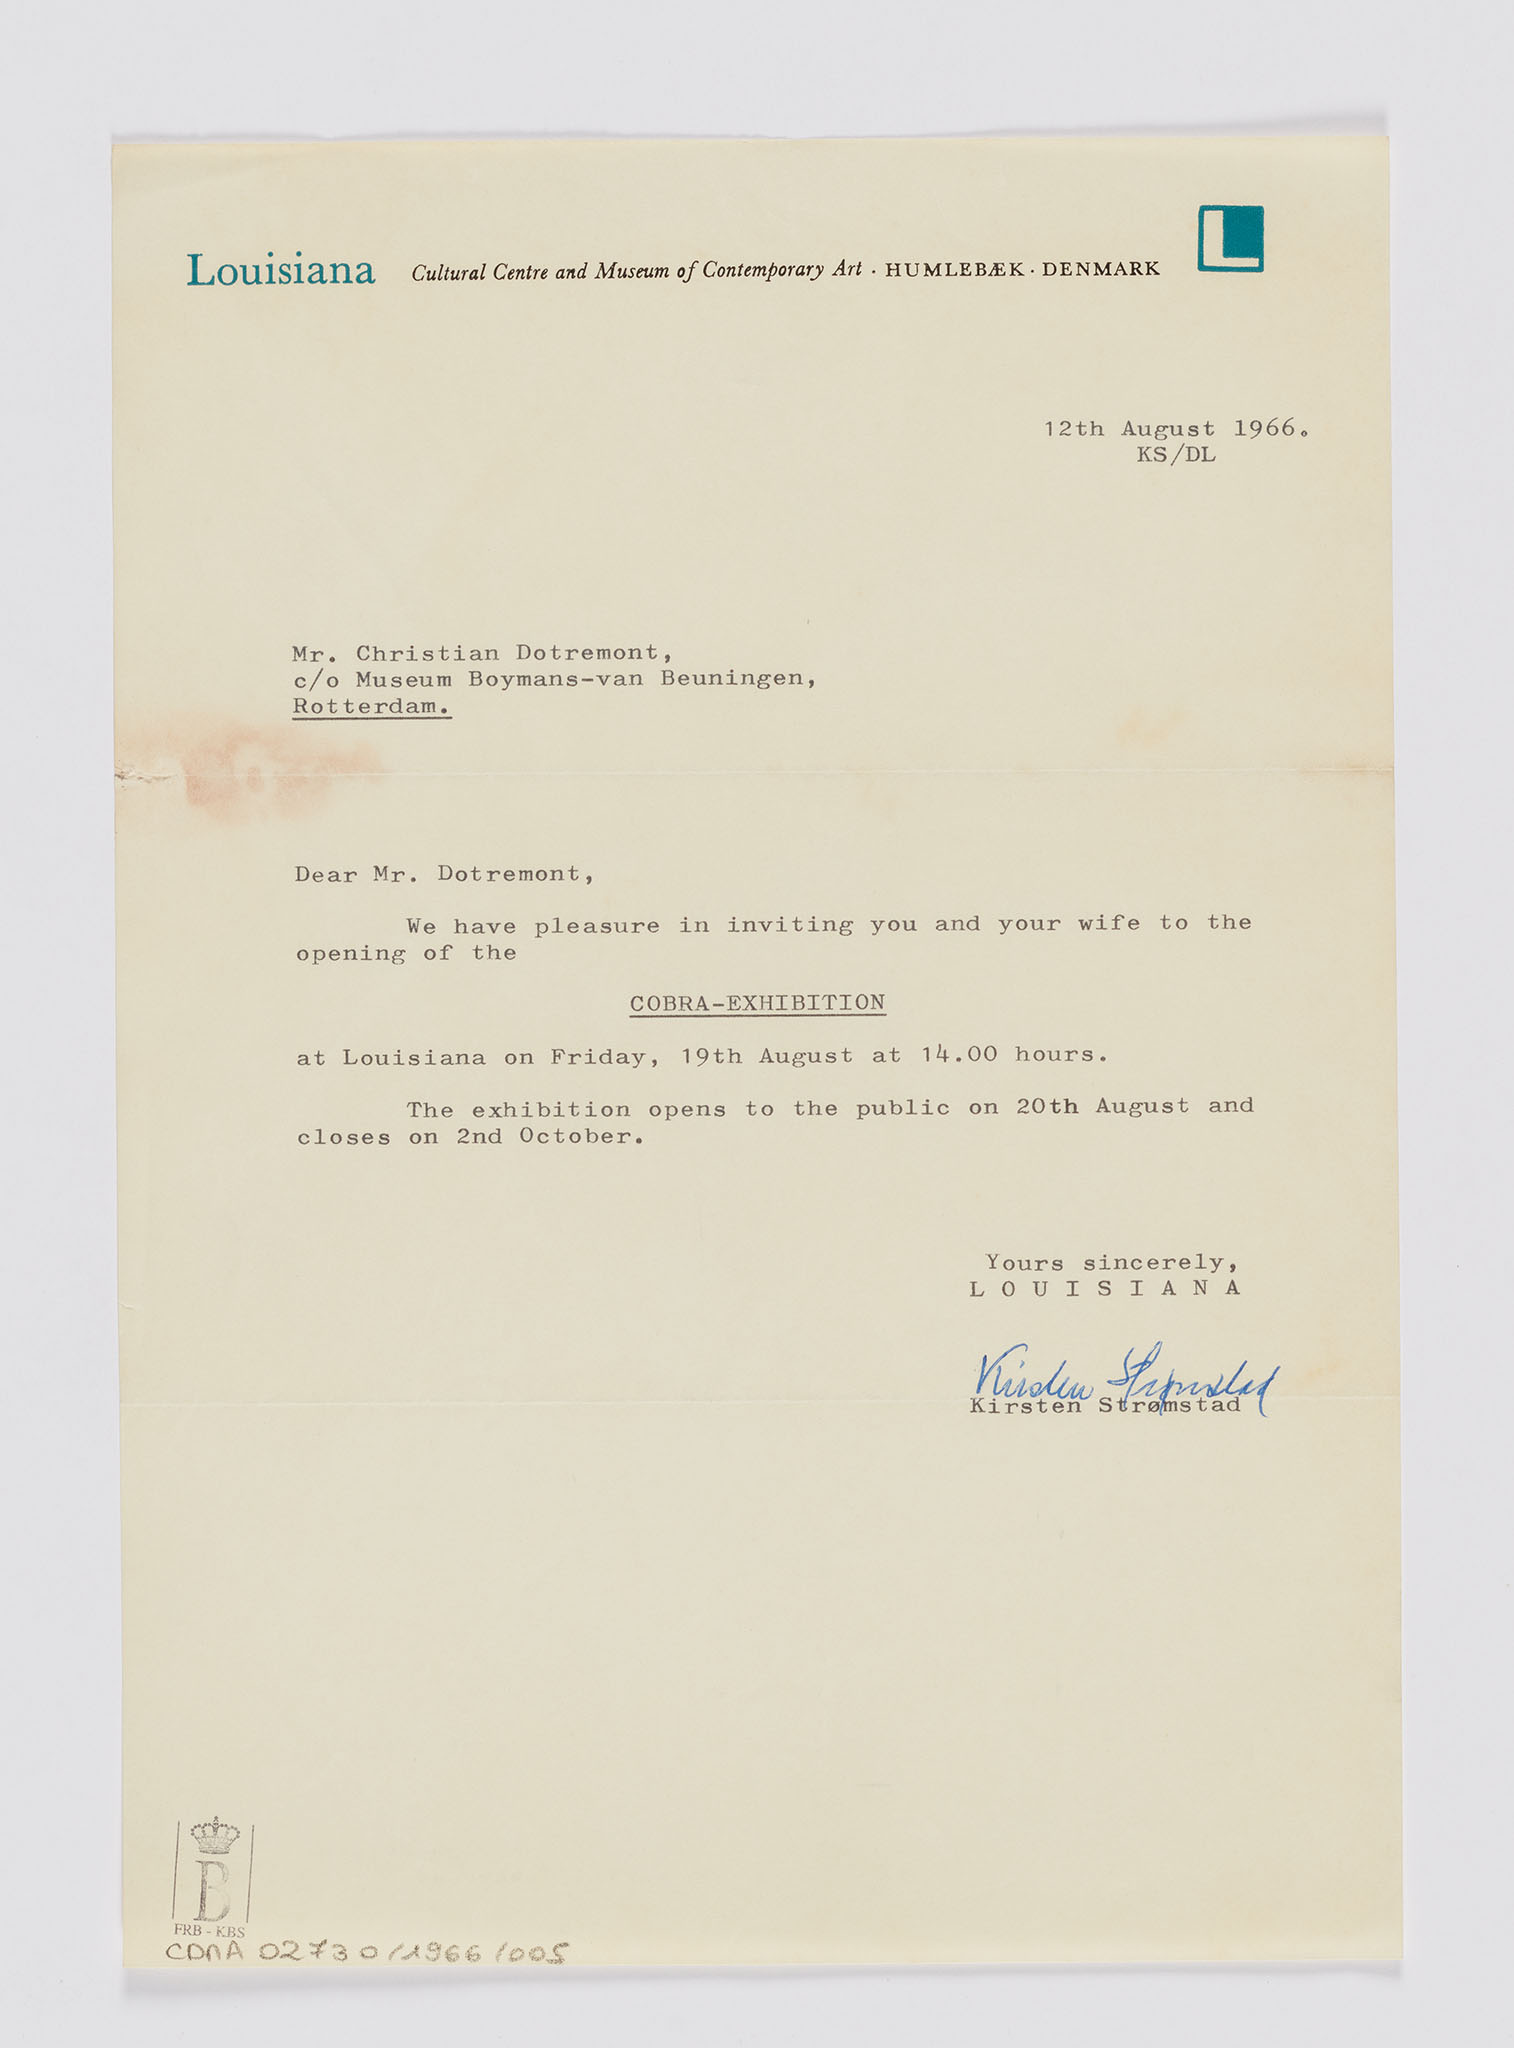 Louisiana Cultural Centre and Museum of Contemporary Art · HUMLEBÆK · DENMARK
L
12th August 1966.
KS/DL
Mr. Christian Dotremont,
c/o Museum Boymans-van Beuningen,
Rotterdam.
Dear Mr. Dotremont,
We have pleasure in inviting you and your wife to the
opening of the
COBRA-EXHIBITION
at Louisiana on Friday, 19th August at 14.00 hours.
The exhibition opens to the public on 20th August and
closes on 2nd October.
Yours sincerely,
L O U I S I A N A
Kirsten Strømstad
Kirsten Strømstad
B
FRB - KBS
CDMA 02730/1966/005